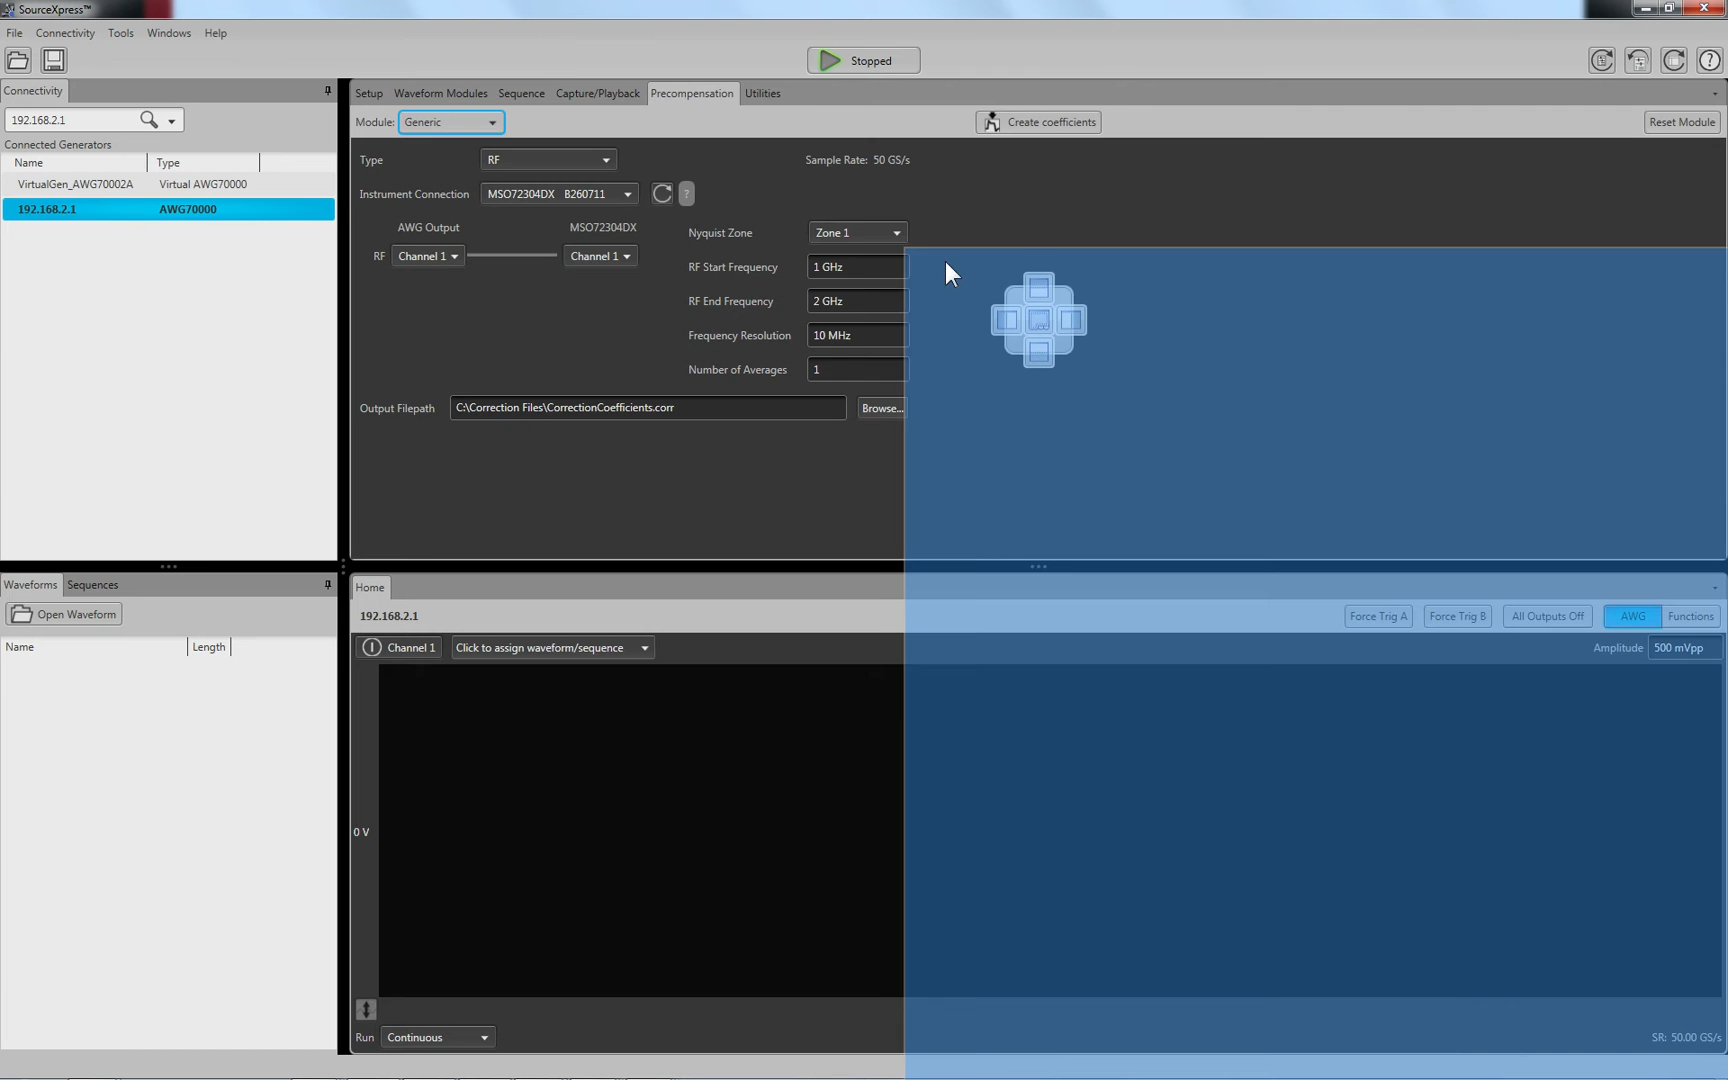 SourceXpress™
File Connectivity Tools Windows Help
Stopped
Connectivity
192.168.2.1
Connected Generators
Name Type
VirtualGen_AWG70002A Virtual AWG70000
192.168.2.1 AWG70000
Setup Waveform Modules Sequence Capture/Playback Precompensation Utilities
Module: Generic Create coefficients Reset Module
Type RF Sample Rate: 50 GS/s
Instrument Connection MSO72304DX B260711 ?
AWG Output MSO72304DX Nyquist Zone Zone 1
RF Channel 1 Channel 1
RF Start Frequency 1 GHz
RF End Frequency 2 GHz
Frequency Resolution 10 MHz
Number of Averages 1
Output Filepath C:\Correction Files\CorrectionCoefficients.corr Browse...
Waveforms Sequences
Open Waveform
Name Length
Home
192.168.2.1 Force Trig A Force Trig B All Outputs Off AWG Functions
Channel 1 Click to assign waveform/sequence Amplitude 500 mVpp
0 V
Run Continuous SR: 50.00 GS/s